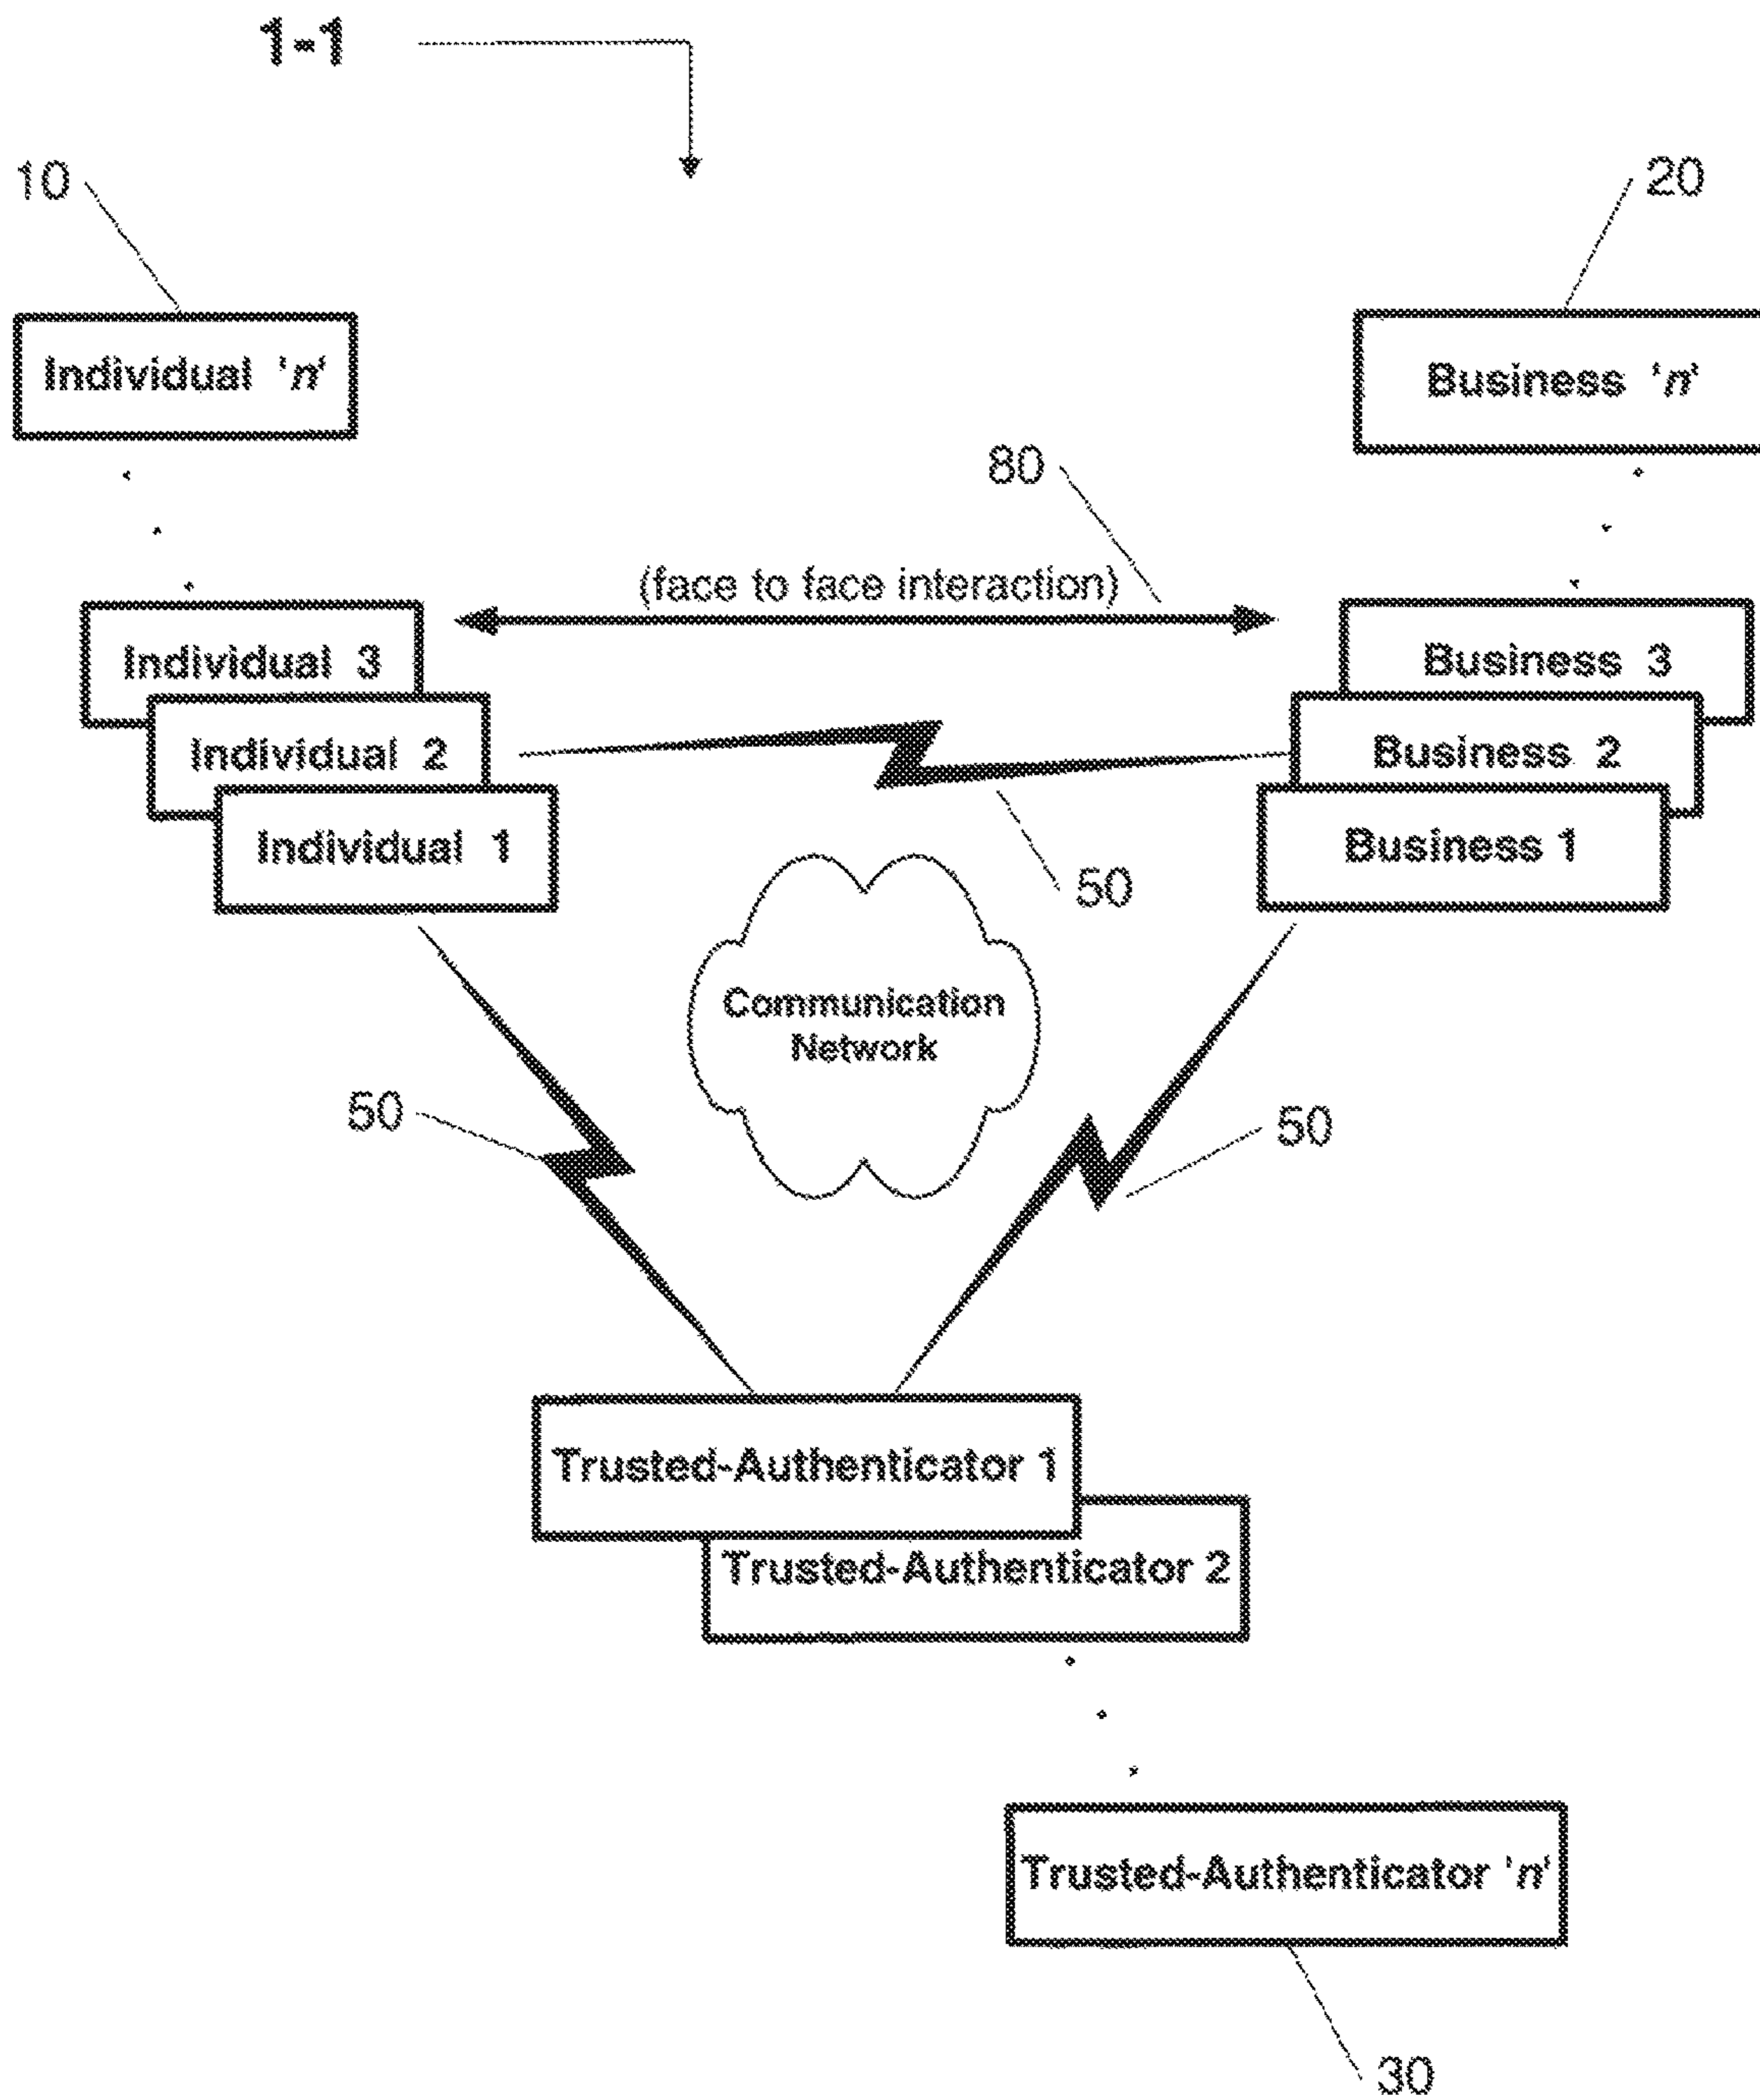 1-1
10
20
Individual 'n'
Business 'n'
80
(face to face interaction)
Individual 3
Business 3
Individual 2
Business 2
Individual 1
Business 1
50
Communication
Network
50
50
Trusted-Authenticator 1
Trusted-Authenticator 2
Trusted-Authenticator 'n'
30